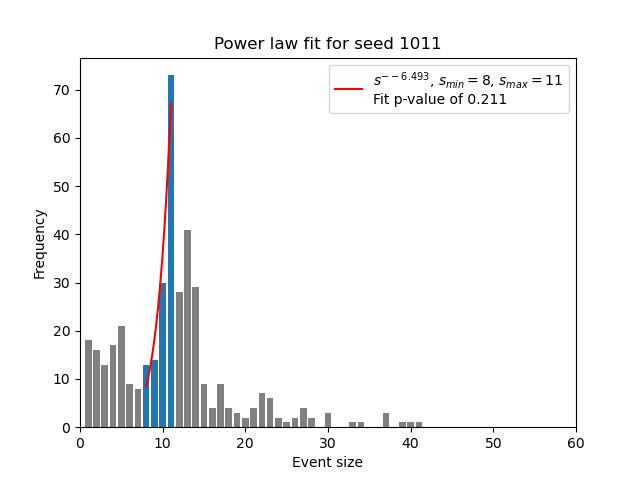 Power law fit for seed 1011
s^{−−6.493}, s_{min} = 8, s_{max} = 11
Fit p-value of 0.211
Frequency
70
60
50
40
30
20
10
0
0 10 20 30 40 50 60
Event size